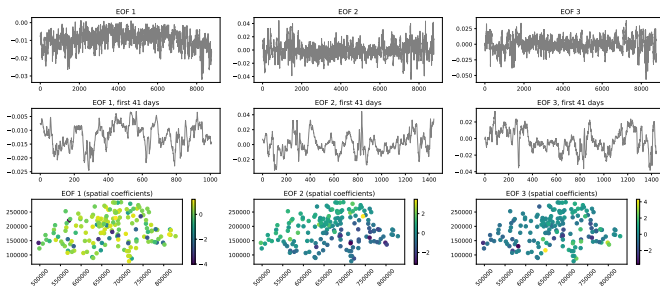 EOF 1
EOF 2
EOF 3
0.00
−0.01
−0.02
−0.03
0 2000 4000 6000 8000
0.04
0.02
0.00
−0.02
−0.04
0 2000 4000 6000 8000
0.025
0.000
−0.025
−0.050
0 2000 4000 6000 8000
EOF 1, first 41 days
EOF 2, first 41 days
EOF 3, first 41 days
−0.005
−0.010
−0.015
−0.020
−0.025
0 200 400 600 800 1000
0.04
0.02
0.00
−0.02
0 200 400 600 800 1000 1200 1400
0.02
0.00
−0.02
−0.04
0 200 400 600 800 1000 1200 1400
EOF 1 (spatial coefficients)
EOF 2 (spatial coefficients)
EOF 3 (spatial coefficients)
250000
200000
150000
100000
500000 550000 600000 650000 700000 750000 800000
0
−2
−4
250000
200000
150000
100000
500000 550000 600000 650000 700000 750000 800000
2
0
−2
250000
200000
150000
100000
500000 550000 600000 650000 700000 750000 800000
4
2
0
−2